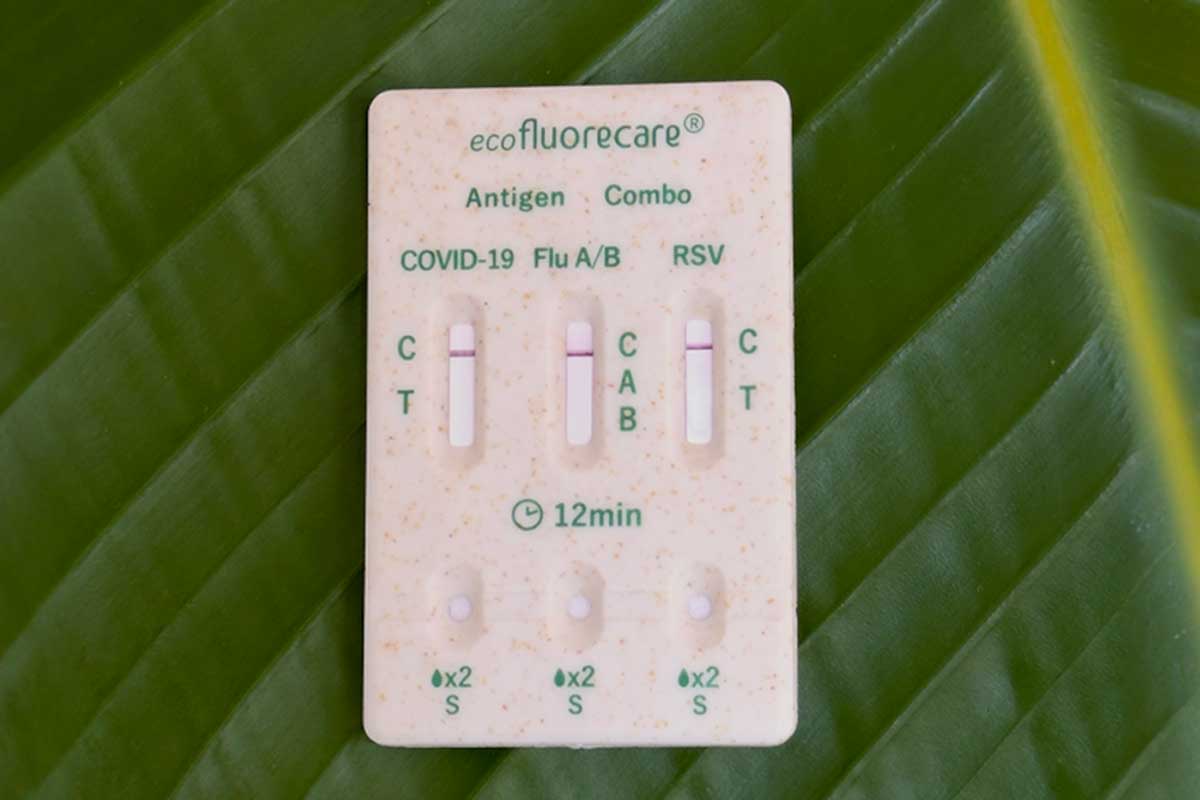 ecofluorecare®
Antigen Combo
COVID-19 Flu A/B RSV
C C C
T A T
B
12min
x2 x2 x2
S S S